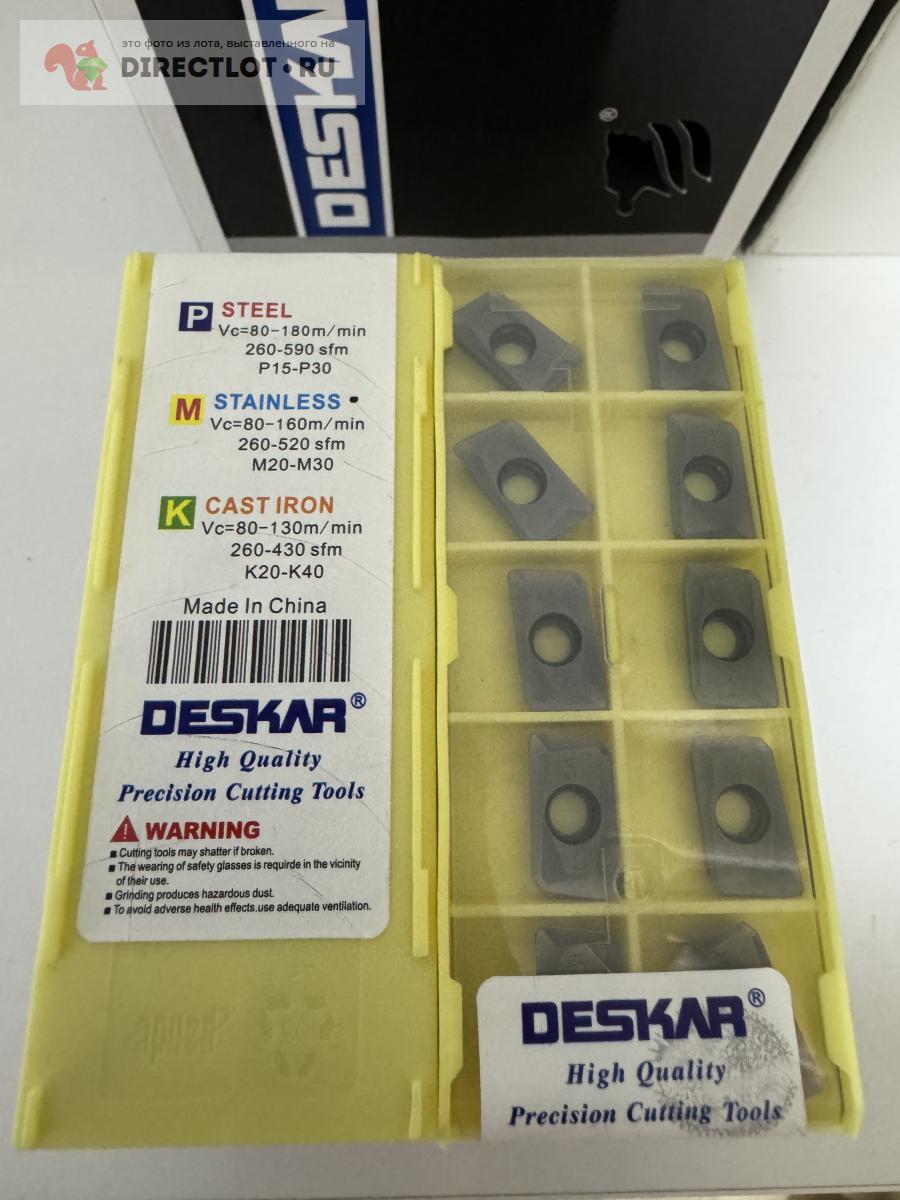 это фото из лота, выставленного на
DIRECTLOT.RU
DESKAR
®
P STEEL
Vc=80-180m/min
260-590 sfm
P15-P30
M STAINLESS
Vc=80-160m/min
260-520 sfm
M20-M30
K CAST IRON
Vc=80-130m/min
260-430 sfm
K20-K40
Made In China
DESKAR®
High Quality
Precision Cutting Tools
WARNING
Cutting tools may shatter if broken.
The wearing of safety glasses is requirde in the vicinity
of their use.
Grinding produces hazardous dust.
To avoid adverse health effects.use adequate ventilation.
DESKAR®
High Quality
Precision Cutting Tools